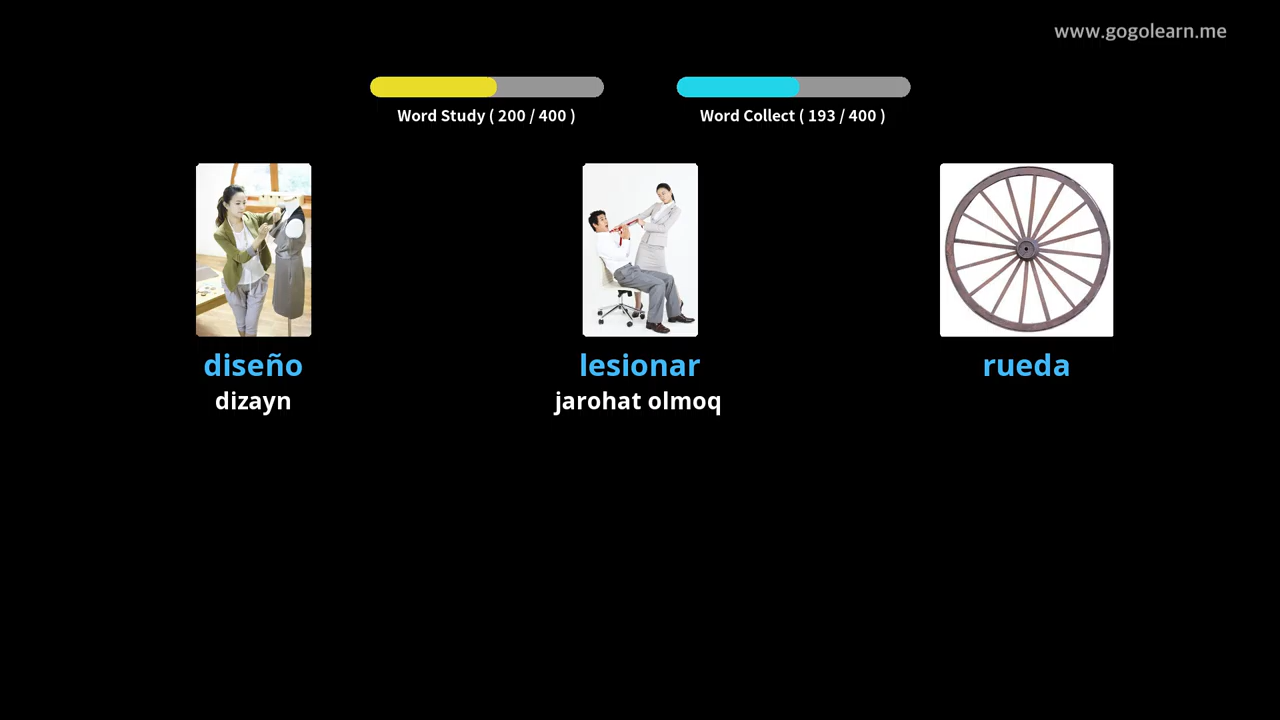 www.gogolearn.me
Word Study ( 200 / 400 )
Word Collect ( 193 / 400 )
diseño
dizayn
lesionar
jarohat olmoq
rueda